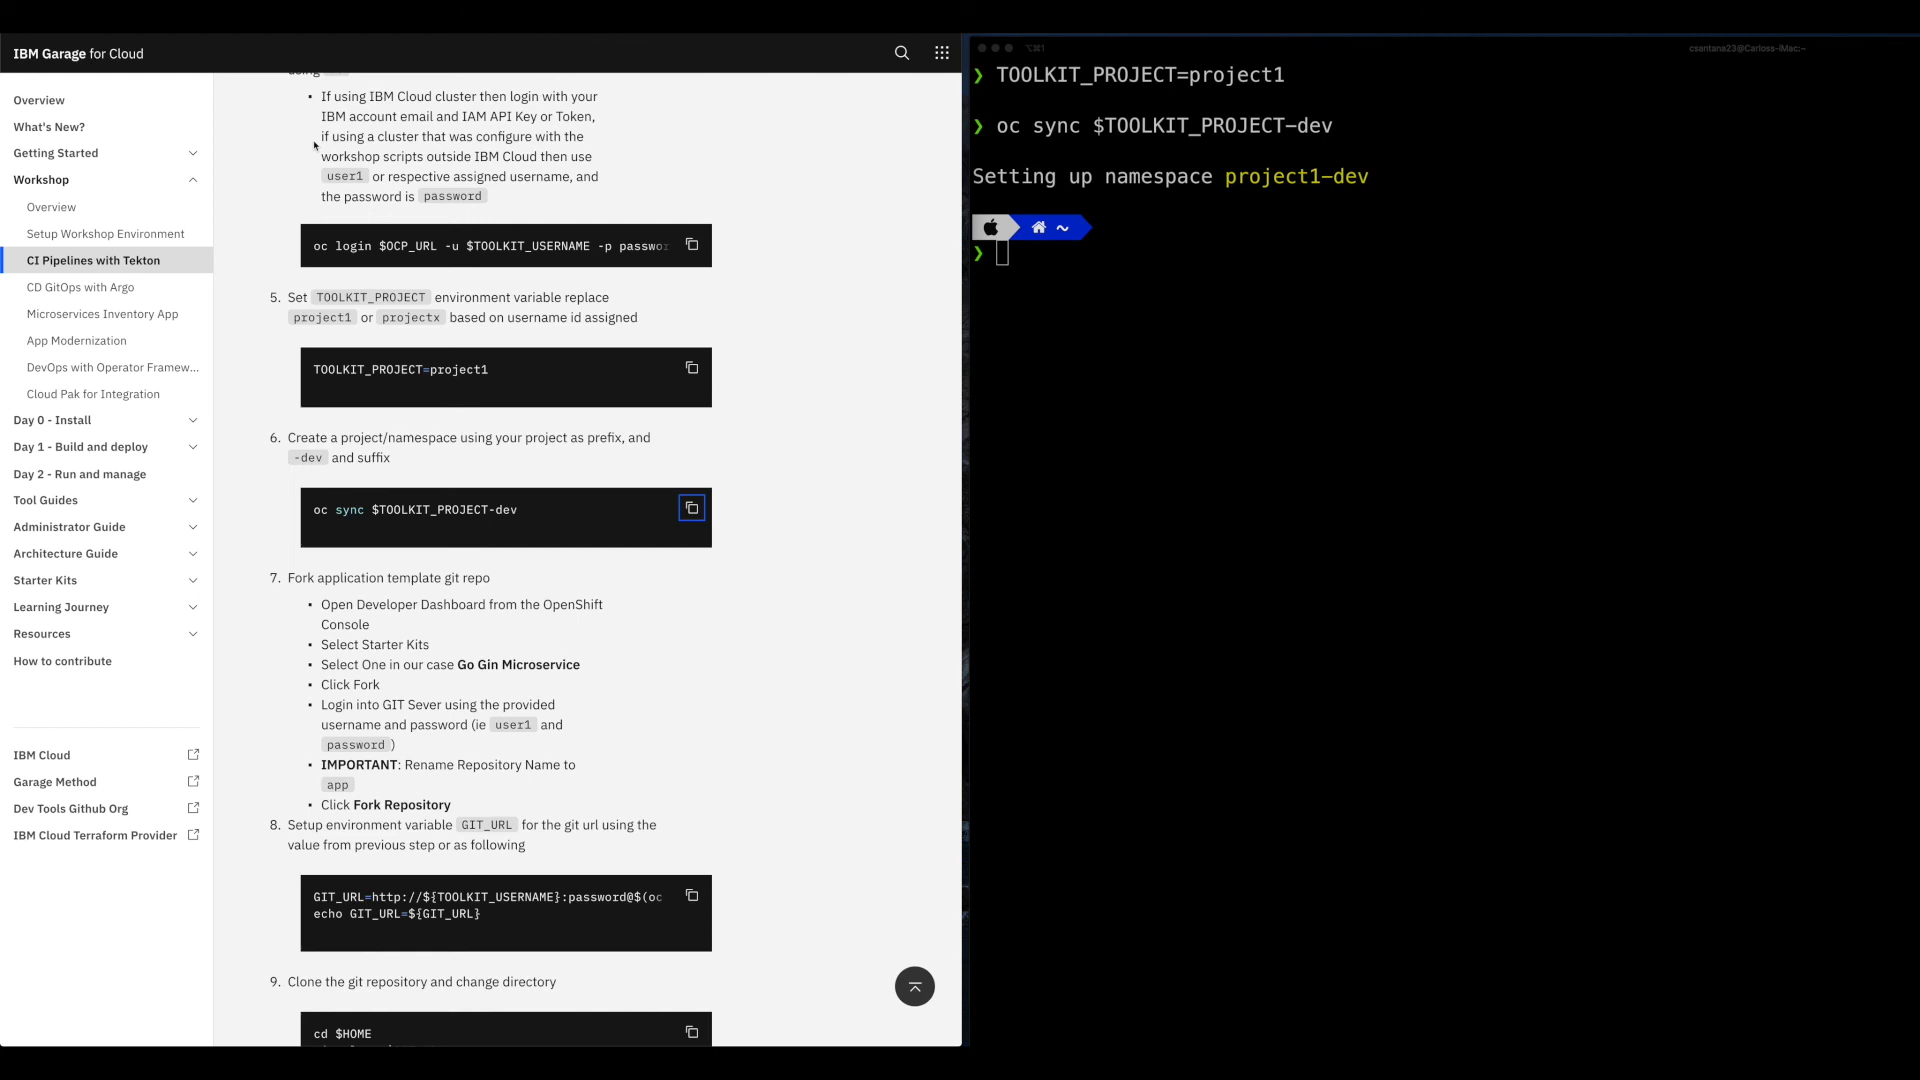 IBM Garage for Cloud
Overview
What's New?
Getting Started
Workshop
Overview
Setup Workshop Environment
CI Pipelines with Tekton
CD GitOps with Argo
Microservices Inventory App
App Modernization
DevOps with Operator Framew...
Cloud Pak for Integration
Day 0 - Install
Day 1 - Build and deploy
Day 2 - Run and manage
Tool Guides
Administrator Guide
Architecture Guide
Starter Kits
Learning Journey
Resources
How to contribute
IBM Cloud
Garage Method
Dev Tools Github Org
IBM Cloud Terraform Provider
• If using IBM Cloud cluster then login with your
IBM account email and IAM API Key or Token,
if using a cluster that was configure with the
workshop scripts outside IBM Cloud then use
user1 or respective assigned username, and
the password is password
oc login $OCP_URL -u $TOOLKIT_USERNAME -p passwor
5. Set TOOLKIT_PROJECT environment variable replace
project1 or projectx based on username id assigned
TOOLKIT_PROJECT=project1
6. Create a project/namespace using your project as prefix, and
-dev and suffix
oc sync $TOOLKIT_PROJECT-dev
7. Fork application template git repo
• Open Developer Dashboard from the OpenShift
Console
• Select Starter Kits
• Select One in our case Go Gin Microservice
• Click Fork
• Login into GIT Sever using the provided
username and password (ie user1 and
password )
• IMPORTANT: Rename Repository Name to
app
• Click Fork Repository
8. Setup environment variable GIT_URL for the git url using the
value from previous step or as following
GIT_URL=http://${TOOLKIT_USERNAME}:password@$(oc
echo GIT_URL=${GIT_URL}
9. Clone the git repository and change directory
cd $HOME
⌥⌘1
csantana23@Carloss-iMac:~
❯ TOOLKIT_PROJECT=project1
❯ oc sync $TOOLKIT_PROJECT-dev
Setting up namespace project1-dev
~
❯